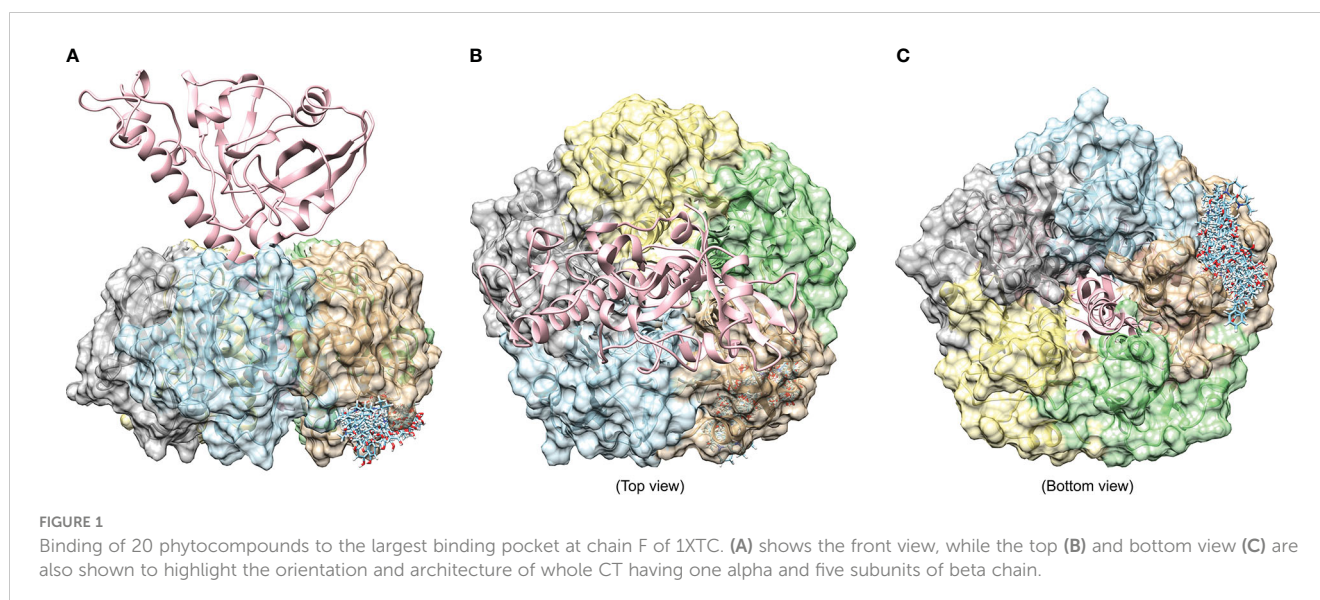 A
B
C
(Top view)
(Bottom view)
FIGURE 1
Binding of 20 phytocompounds to the largest binding pocket at chain F of 1XTC. (A) shows the front view, while the top (B) and bottom view (C) are
also shown to highlight the orientation and architecture of whole CT having one alpha and five subunits of beta chain.